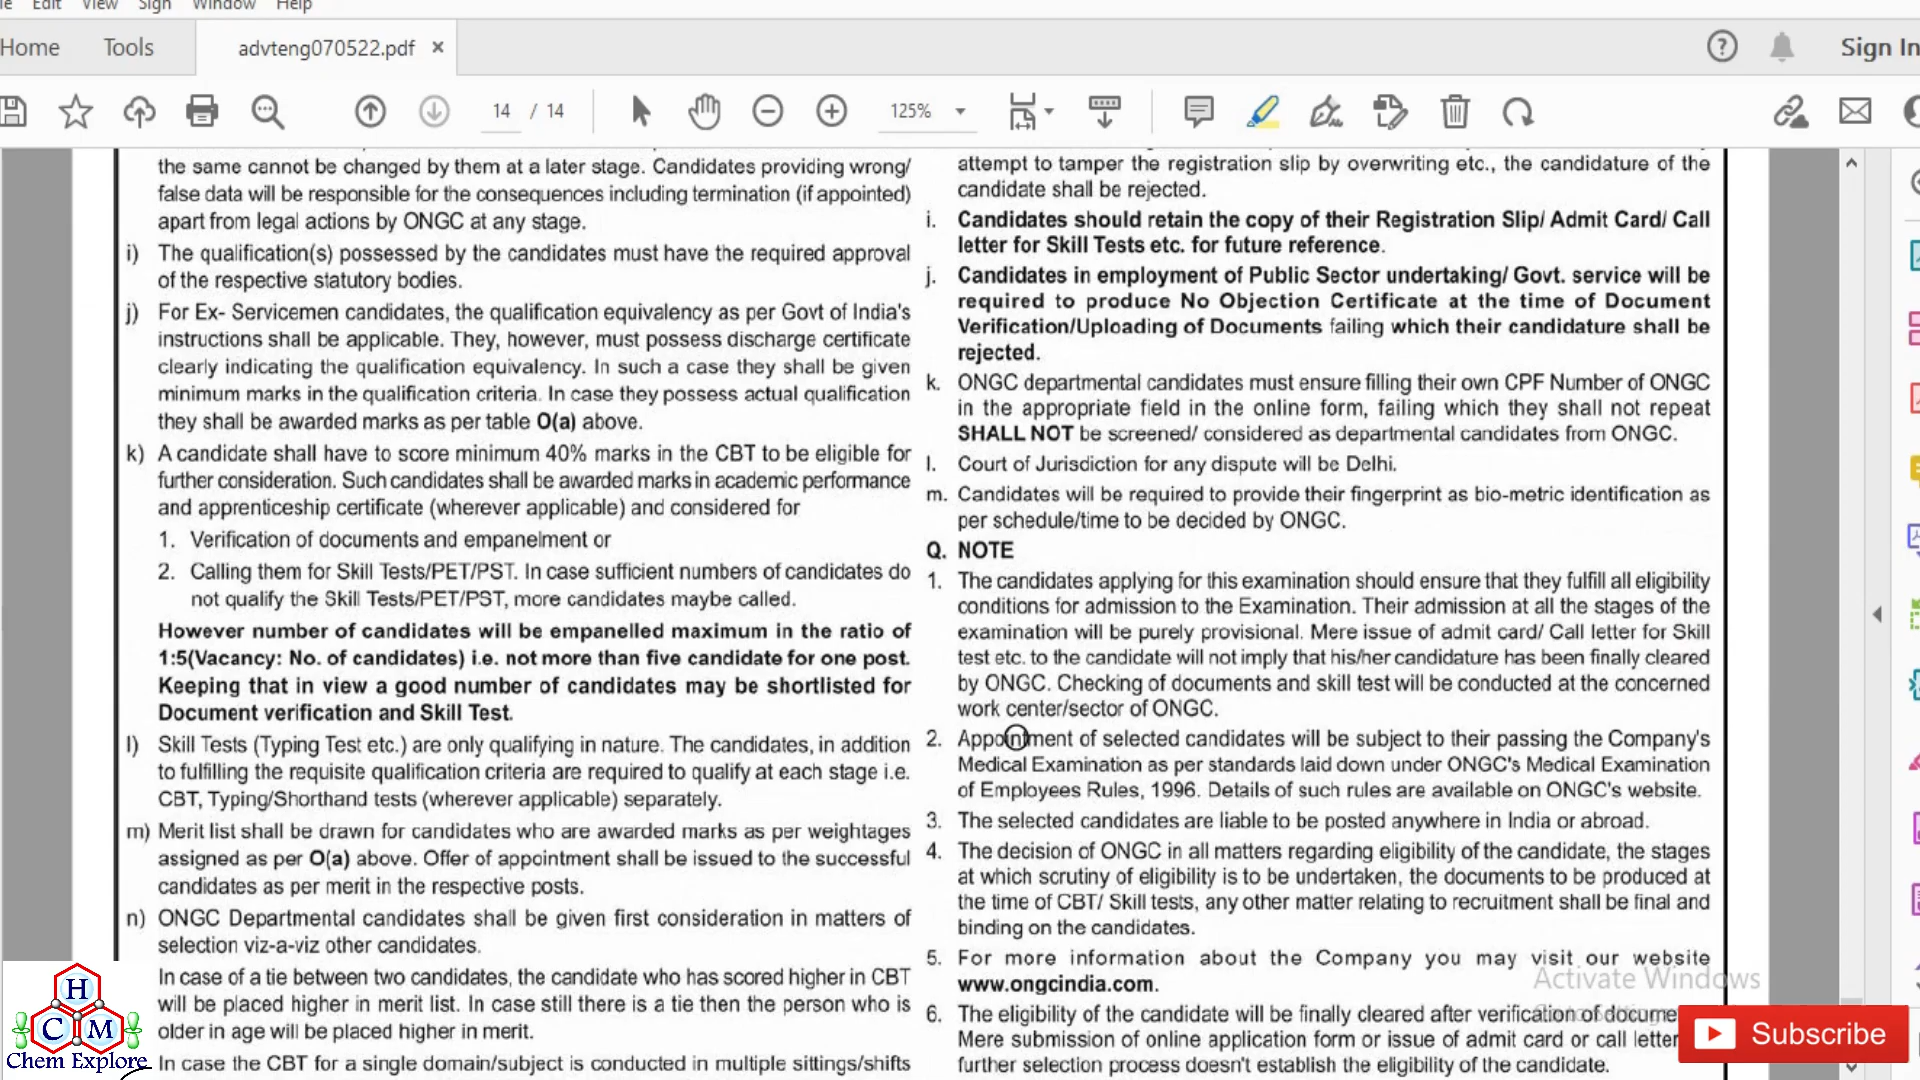 Edit View Sign Window Help
Home Tools advteng070522.pdf × Sign In
14 / 14 125%
the same cannot be changed by them at a later stage. Candidates providing wrong/
false data will be responsible for the consequences including termination (if appointed)
apart from legal actions by ONGC at any stage.
i) The qualification(s) possessed by the candidates must have the required approval
of the respective statutory bodies.
j) For Ex- Servicemen candidates, the qualification equivalency as per Govt of India's
instructions shall be applicable. They, however, must possess discharge certificate
clearly indicating the qualification equivalency. In such a case they shall be given
minimum marks in the qualification criteria. In case they possess actual qualification
they shall be awarded marks as per table O(a) above.
k) A candidate shall have to score minimum 40% marks in the CBT to be eligible for
further consideration. Such candidates shall be awarded marks in academic performance
and apprenticeship certificate (wherever applicable) and considered for
1. Verification of documents and empanelment or
2. Calling them for Skill Tests/PET/PST. In case sufficient numbers of candidates do
not qualify the Skill Tests/PET/PST, more candidates maybe called.
However number of candidates will be empanelled maximum in the ratio of
1:5(Vacancy: No. of candidates) i.e. not more than five candidate for one post.
Keeping that in view a good number of candidates may be shortlisted for
Document verification and Skill Test.
l) Skill Tests (Typing Test etc.) are only qualifying in nature. The candidates, in addition
to fulfilling the requisite qualification criteria are required to qualify at each stage i.e.
CBT, Typing/Shorthand tests (wherever applicable) separately.
m) Merit list shall be drawn for candidates who are awarded marks as per weightages
assigned as per O(a) above. Offer of appointment shall be issued to the successful
candidates as per merit in the respective posts.
n) ONGC Departmental candidates shall be given first consideration in matters of
selection viz-a-viz other candidates.
In case of a tie between two candidates, the candidate who has scored higher in CBT
will be placed higher in merit list. In case still there is a tie then the person who is
older in age will be placed higher in merit.
In case the CBT for a single domain/subject is conducted in multiple sittings/shifts
attempt to tamper the registration slip by overwriting etc., the candidature of the
candidate shall be rejected.
i. Candidates should retain the copy of their Registration Slip/ Admit Card/ Call
letter for Skill Tests etc. for future reference.
j. Candidates in employment of Public Sector undertaking/ Govt. service will be
required to produce No Objection Certificate at the time of Document
Verification/Uploading of Documents failing which their candidature shall be
rejected.
k. ONGC departmental candidates must ensure filling their own CPF Number of ONGC
in the appropriate field in the online form, failing which they shall not repeat
SHALL NOT be screened/ considered as departmental candidates from ONGC.
l. Court of Jurisdiction for any dispute will be Delhi.
m. Candidates will be required to provide their fingerprint as bio-metric identification as
per schedule/time to be decided by ONGC.
Q. NOTE
1. The candidates applying for this examination should ensure that they fulfill all eligibility
conditions for admission to the Examination. Their admission at all the stages of the
examination will be purely provisional. Mere issue of admit card/ Call letter for Skill
test etc. to the candidate will not imply that his/her candidature has been finally cleared
by ONGC. Checking of documents and skill test will be conducted at the concerned
work center/sector of ONGC.
2. Appointment of selected candidates will be subject to their passing the Company's
Medical Examination as per standards laid down under ONGC's Medical Examination
of Employees Rules, 1996. Details of such rules are available on ONGC's website.
3. The selected candidates are liable to be posted anywhere in India or abroad.
4. The decision of ONGC in all matters regarding eligibility of the candidate, the stages
at which scrutiny of eligibility is to be undertaken, the documents to be produced at
the time of CBT/ Skill tests, any other matter relating to recruitment shall be final and
binding on the candidates.
5. For more information about the Company you may visit our website
www.ongcindia.com.
6. The eligibility of the candidate will be finally cleared after verification of
Mere submission of online application form or issue of admit card or call letter
further selection process doesn't establish the eligibility of the candidate.
Activate Windows
Subscribe
H
C M
Chem Explore